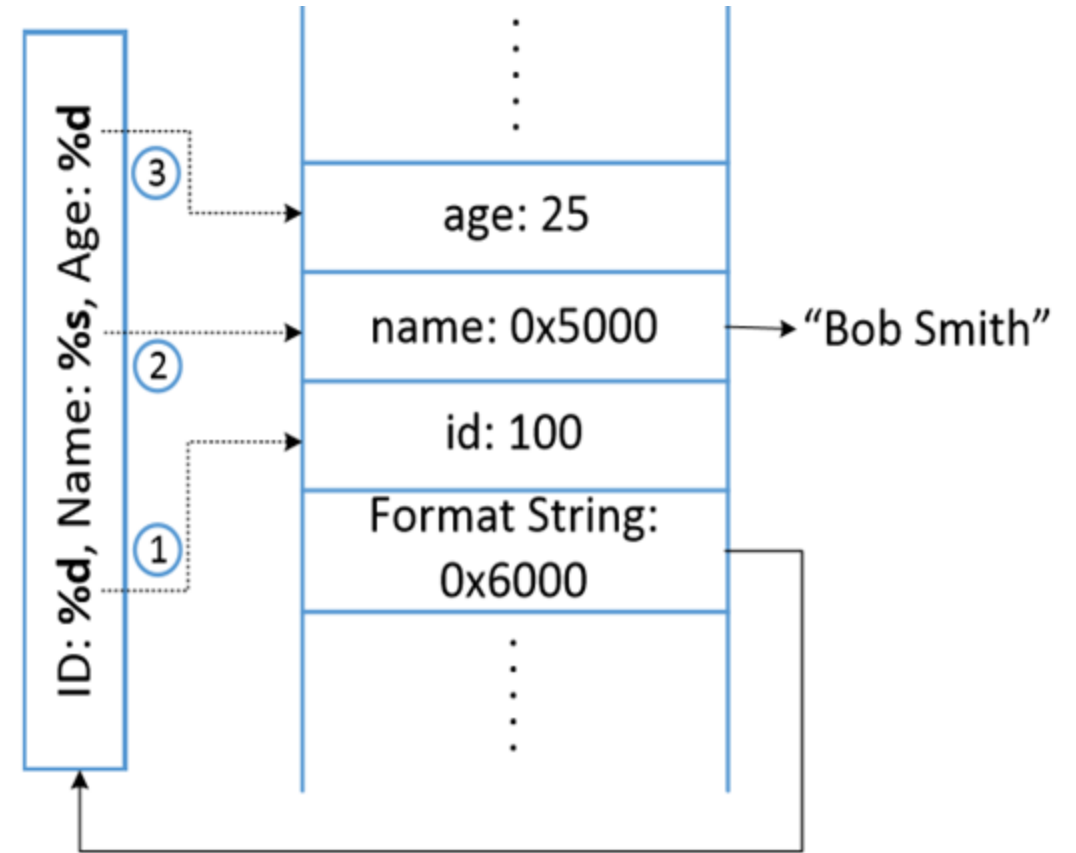 ID: %d, Name: %s, Age: %d
3
2
1
age: 25
name: 0x5000
id: 100
Format String:
0x6000
“Bob Smith”